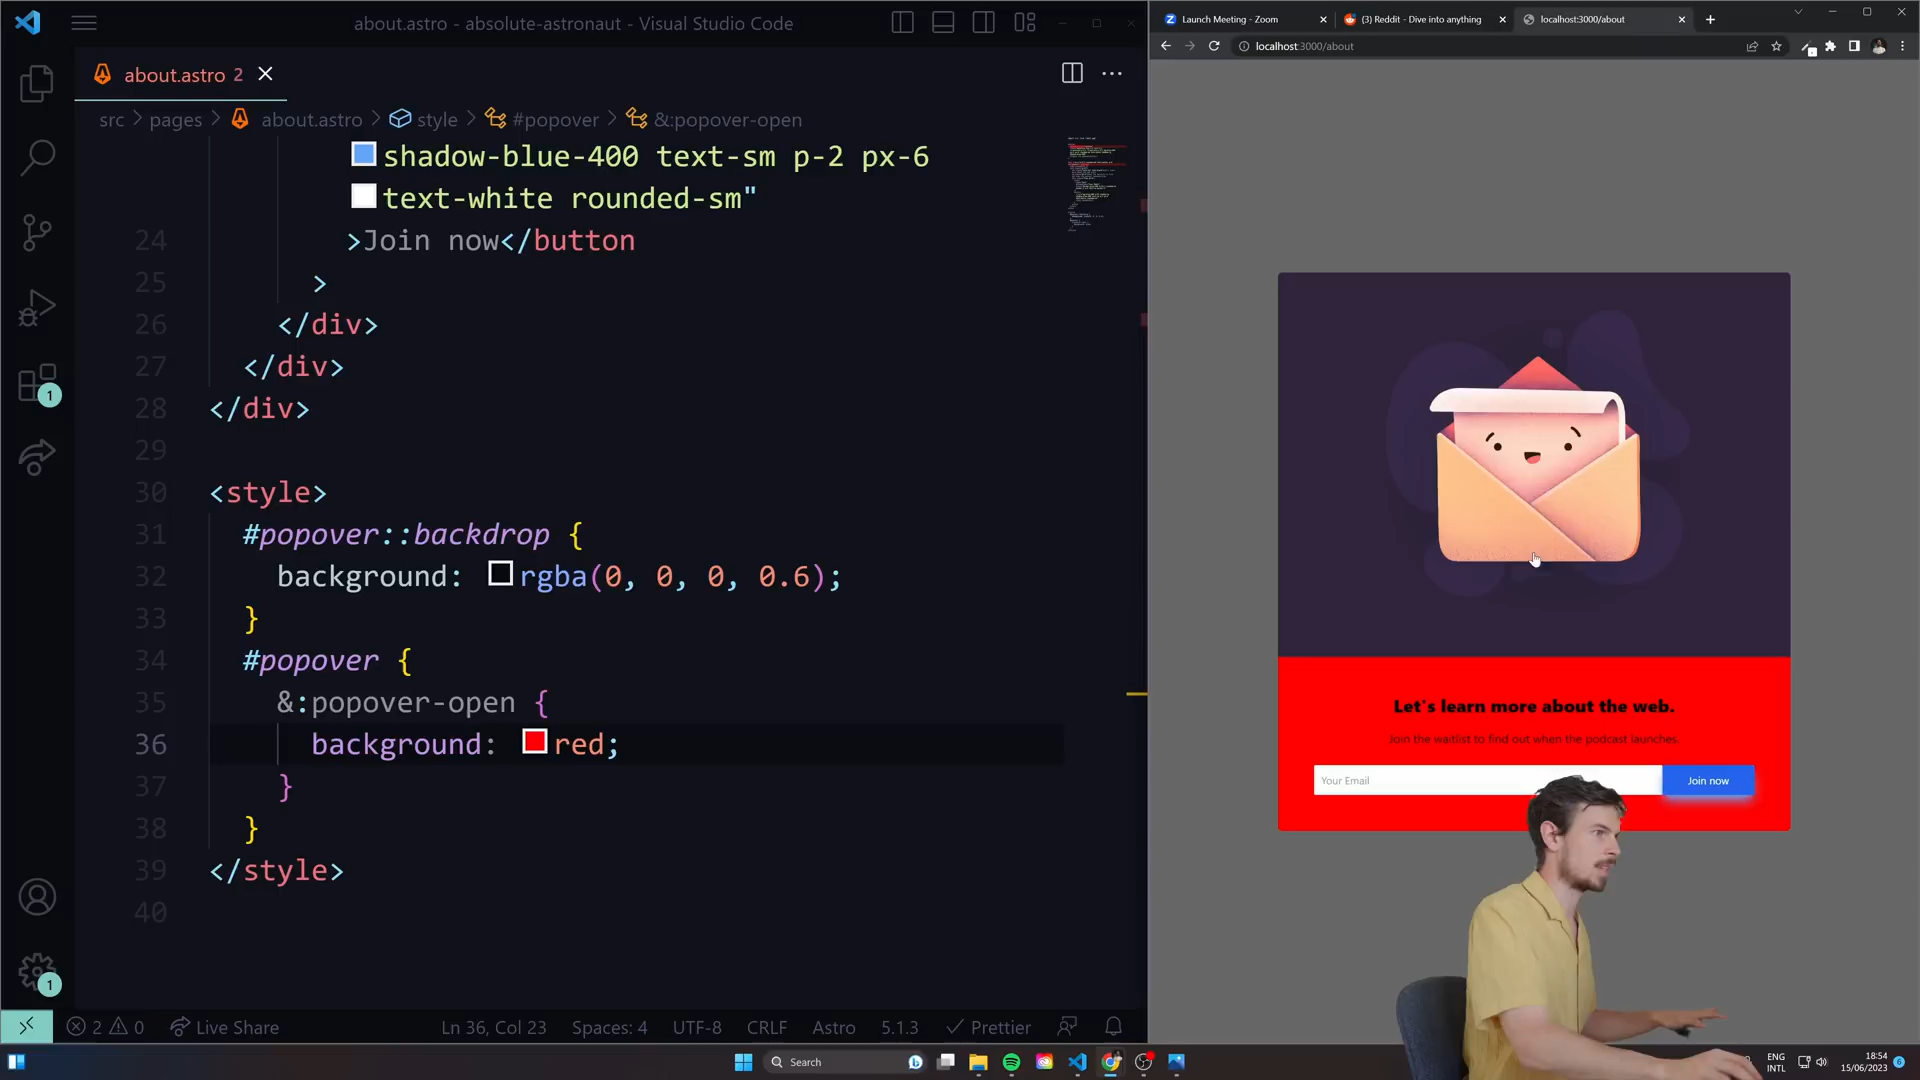 about.astro - absolute-astronaut - Visual Studio Code
about.astro 2
src > pages > about.astro > style > #popover > &:popover-open
shadow-blue-400 text-sm p-2 px-6
text-white rounded-sm"
24 >Join now</button
25 >
26 </div>
27 </div>
28 </div>
29
30 <style>
31 #popover::backdrop {
32 background: rgba(0, 0, 0, 0.6);
33 }
34 #popover {
35 &:popover-open {
36 background: red;
37 }
38 }
39 </style>
40
1
1
2 0 Live Share Ln 36, Col 23 Spaces: 4 UTF-8 CRLF Astro 5.1.3 Prettier
Launch Meeting - Zoom
(3) Reddit - Dive into anything
localhost:3000/about
localhost:3000/about
Let's learn more about the web.
Join the waitlist to find out when the podcast launches.
Your Email
Join now
Search
ENG
INTL
18:54
15/06/2023